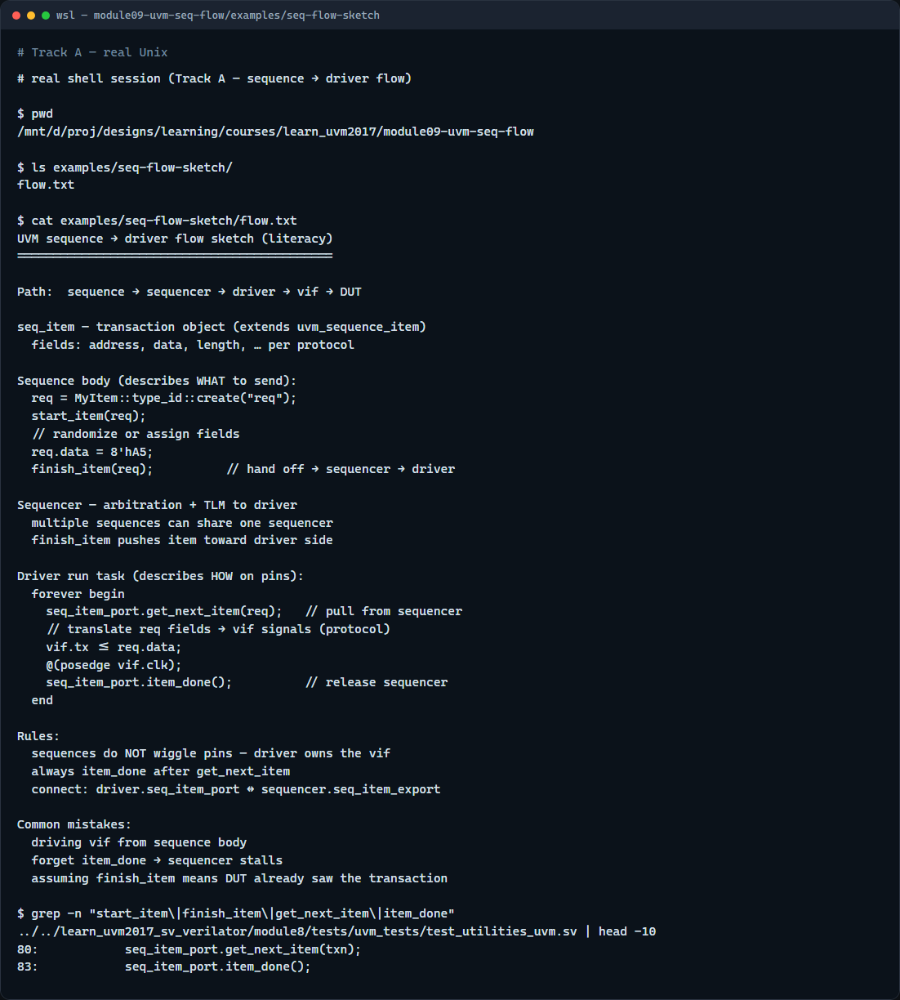 wsl — module09-uvm-seq-flow/examples/seq-flow-sketch
# Track A — real Unix
# real shell session (Track A — sequence → driver flow)
$ pwd
/mnt/d/proj/designs/learning/courses/learn_uvm2017/module09-uvm-seq-flow
$ ls examples/seq-flow-sketch/
flow.txt
$ cat examples/seq-flow-sketch/flow.txt
UVM sequence → driver flow sketch (literacy)
============================================
Path:  sequence → sequencer → driver → vif → DUT
seq_item — transaction object (extends uvm_sequence_item)
  fields: address, data, length, … per protocol
Sequence body (describes WHAT to send):
  req = MyItem::type_id::create("req");
  start_item(req);
  // randomize or assign fields
  req.data = 8'hA5;
  finish_item(req);          // hand off → sequencer → driver
Sequencer — arbitration + TLM to driver
  multiple sequences can share one sequencer
  finish_item pushes item toward driver side
Driver run task (describes HOW on pins):
  forever begin
    seq_item_port.get_next_item(req);   // pull from sequencer
    // translate req fields → vif signals (protocol)
    vif.tx <= req.data;
    @(posedge vif.clk);
    seq_item_port.item_done();          // release sequencer
  end
Rules:
  sequences do NOT wiggle pins — driver owns the vif
  always item_done after get_next_item
  connect: driver.seq_item_port ↔ sequencer.seq_item_export
Common mistakes:
  driving vif from sequence body
  forget item_done → sequencer stalls
  assuming finish_item means DUT already saw the transaction
$ grep -n "start_item\|finish_item\|get_next_item\|item_done"
../../learn_uvm2017_sv_verilator/module8/tests/uvm_tests/test_utilities_uvm.sv | head -10
80:            seq_item_port.get_next_item(txn);
83:            seq_item_port.item_done();